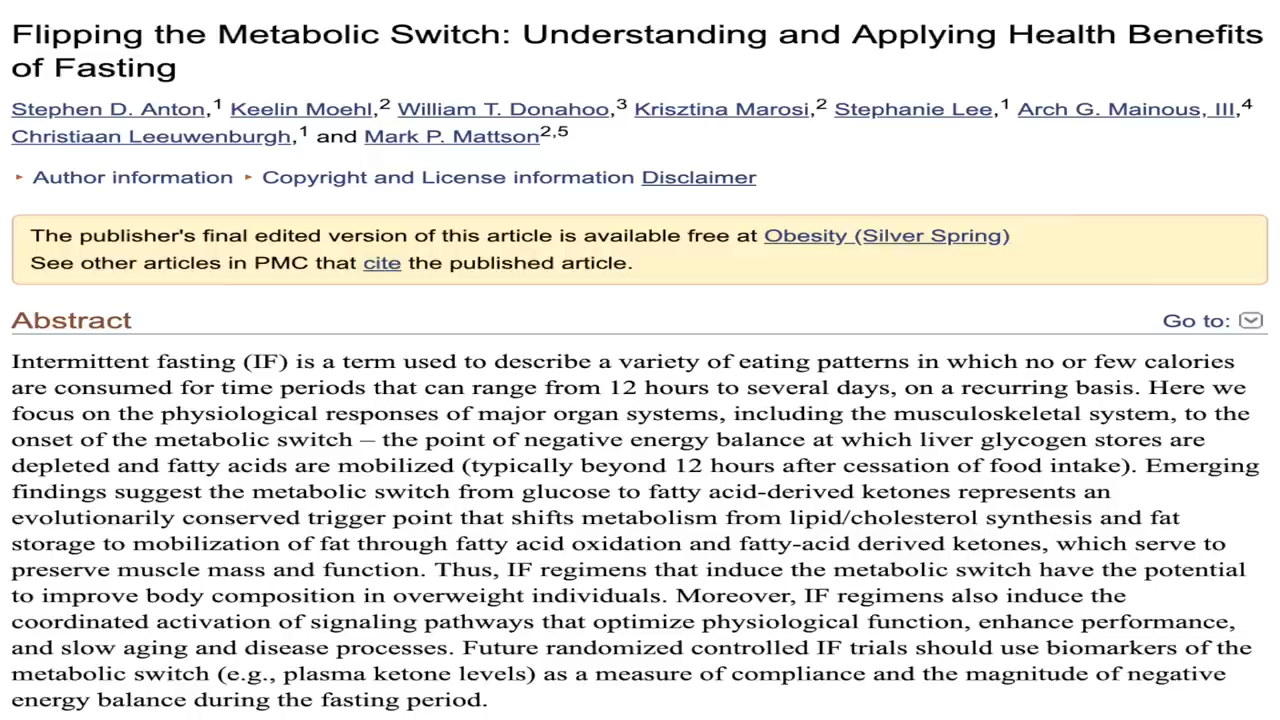 Flipping the Metabolic Switch: Understanding and Applying Health Benefits
of Fasting
Stephen D. Anton,1 Keelin Moehl,2 William T. Donahoo,3 Krisztina Marosi,2 Stephanie Lee,1 Arch G. Mainous, III,4
Christiaan Leeuwenburgh,1 and Mark P. Mattson2,5
Author information Copyright and License information Disclaimer
The publisher's final edited version of this article is available free at Obesity (Silver Spring)
See other articles in PMC that cite the published article.
Abstract Go to:
Intermittent fasting (IF) is a term used to describe a variety of eating patterns in which no or few calories
are consumed for time periods that can range from 12 hours to several days, on a recurring basis. Here we
focus on the physiological responses of major organ systems, including the musculoskeletal system, to the
onset of the metabolic switch – the point of negative energy balance at which liver glycogen stores are
depleted and fatty acids are mobilized (typically beyond 12 hours after cessation of food intake). Emerging
findings suggest the metabolic switch from glucose to fatty acid-derived ketones represents an
evolutionarily conserved trigger point that shifts metabolism from lipid/cholesterol synthesis and fat
storage to mobilization of fat through fatty acid oxidation and fatty-acid derived ketones, which serve to
preserve muscle mass and function. Thus, IF regimens that induce the metabolic switch have the potential
to improve body composition in overweight individuals. Moreover, IF regimens also induce the
coordinated activation of signaling pathways that optimize physiological function, enhance performance,
and slow aging and disease processes. Future randomized controlled IF trials should use biomarkers of the
metabolic switch (e.g., plasma ketone levels) as a measure of compliance and the magnitude of negative
energy balance during the fasting period.